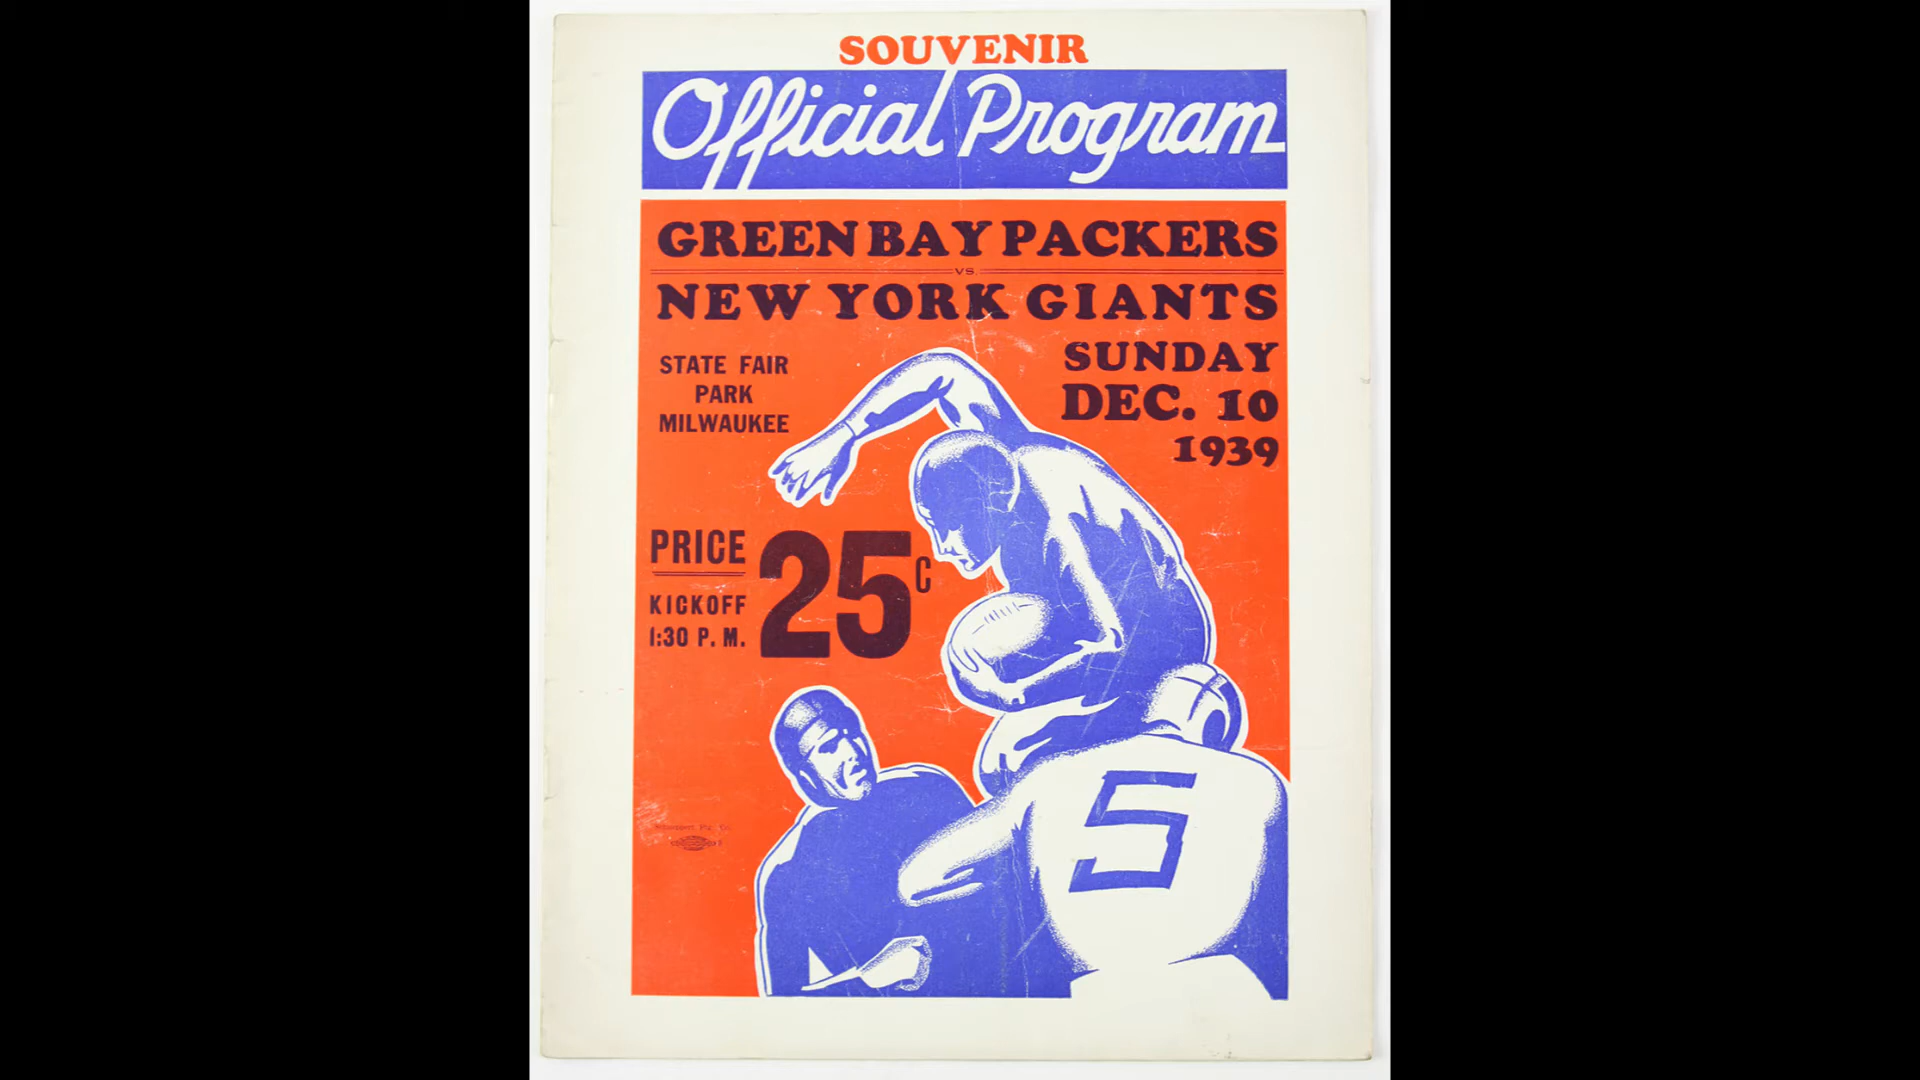 SOUVENIR
Official Program
GREEN BAY PACKERS
VS.
NEW YORK GIANTS
STATE FAIR
PARK
MILWAUKEE
SUNDAY
DEC. 10
1939
PRICE
25c
KICKOFF
1:30 P. M.
5